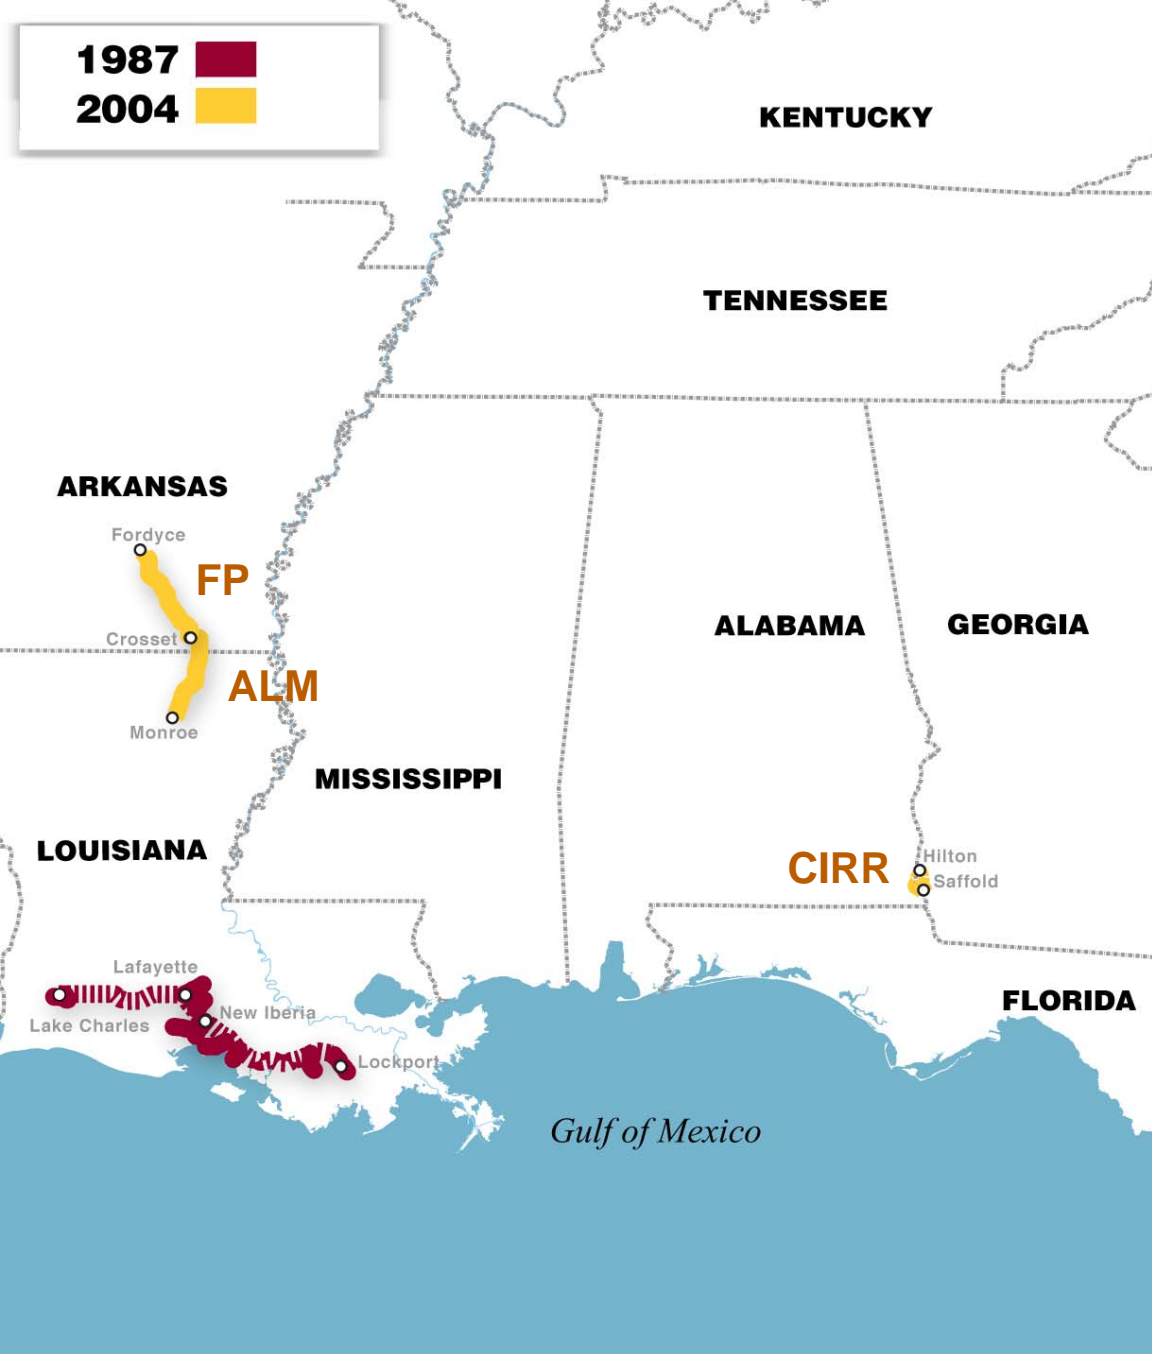 1987
2004
KENTUCKY
TENNESSEE
ARKANSAS
Fordyce
FP
Crosset
ALM
Monroe
ALABAMA
GEORGIA
MISSISSIPPI
LOUISIANA
CIRR
Hilton
Saffold
Lafayette
Lake Charles
New Iberia
Lockport
FLORIDA
Gulf of Mexico